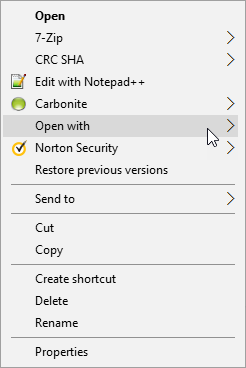 Open
7-Zip
CRC SHA
Edit with Notepad++
Carbonite
Open with
Norton Security
Restore previous versions
Send to
Cut
Copy
Create shortcut
Delete
Rename
Properties